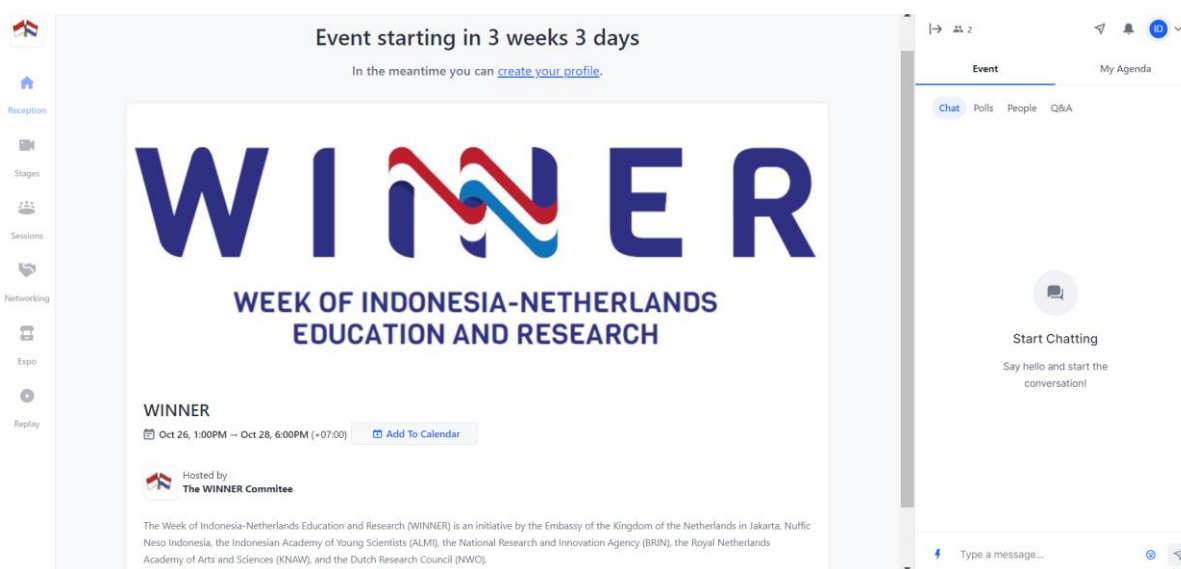 Reception
Stages
Sessions
Networking
Expo
Replay
Event starting in 3 weeks 3 days
In the meantime you can create your profile.
WINNER
WEEK OF INDONESIA-NETHERLANDS
EDUCATION AND RESEARCH
WINNER
Oct 26, 1:00PM — Oct 28, 6:00PM (+07:00) Add To Calendar
Hosted by
The WINNER Commitee
The Week of Indonesia-Netherlands Education and Research (WINNER) is an initiative by the Embassy of the Kingdom of the Netherlands in Jakarta, Nuffic
Neso Indonesia, the Indonesian Academy of Young Scientists (ALMI), the National Research and Innovation Agency (BRIN), the Royal Netherlands
Academy of Arts and Sciences (KNAW), and the Dutch Research Council (NWO).
2 ID
Event My Agenda
Chat Polls People Q&A
Start Chatting
Say hello and start the
conversation!
Type a message...